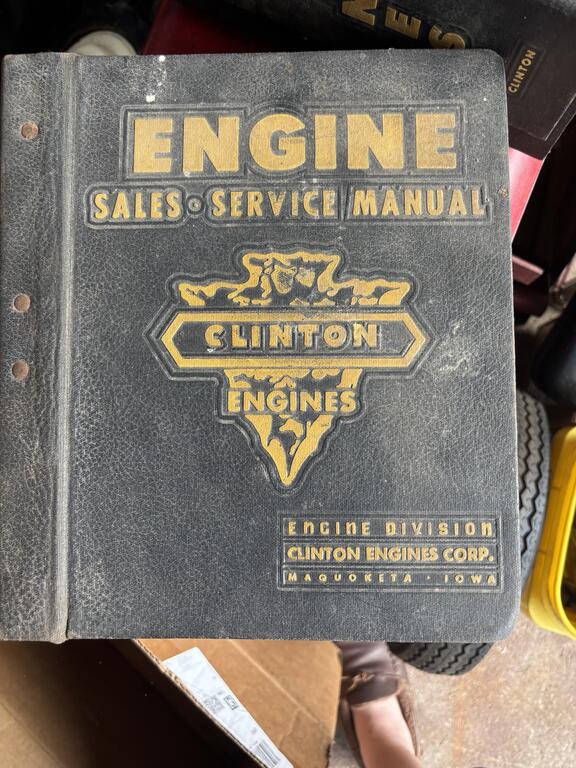 ENGINE
SALES • SERVICE MANUAL
CLINTON
ENGINES
ENGINE DIVISION
CLINTON ENGINES CORP.
MAQUOKETA • IOWA
CLINTON